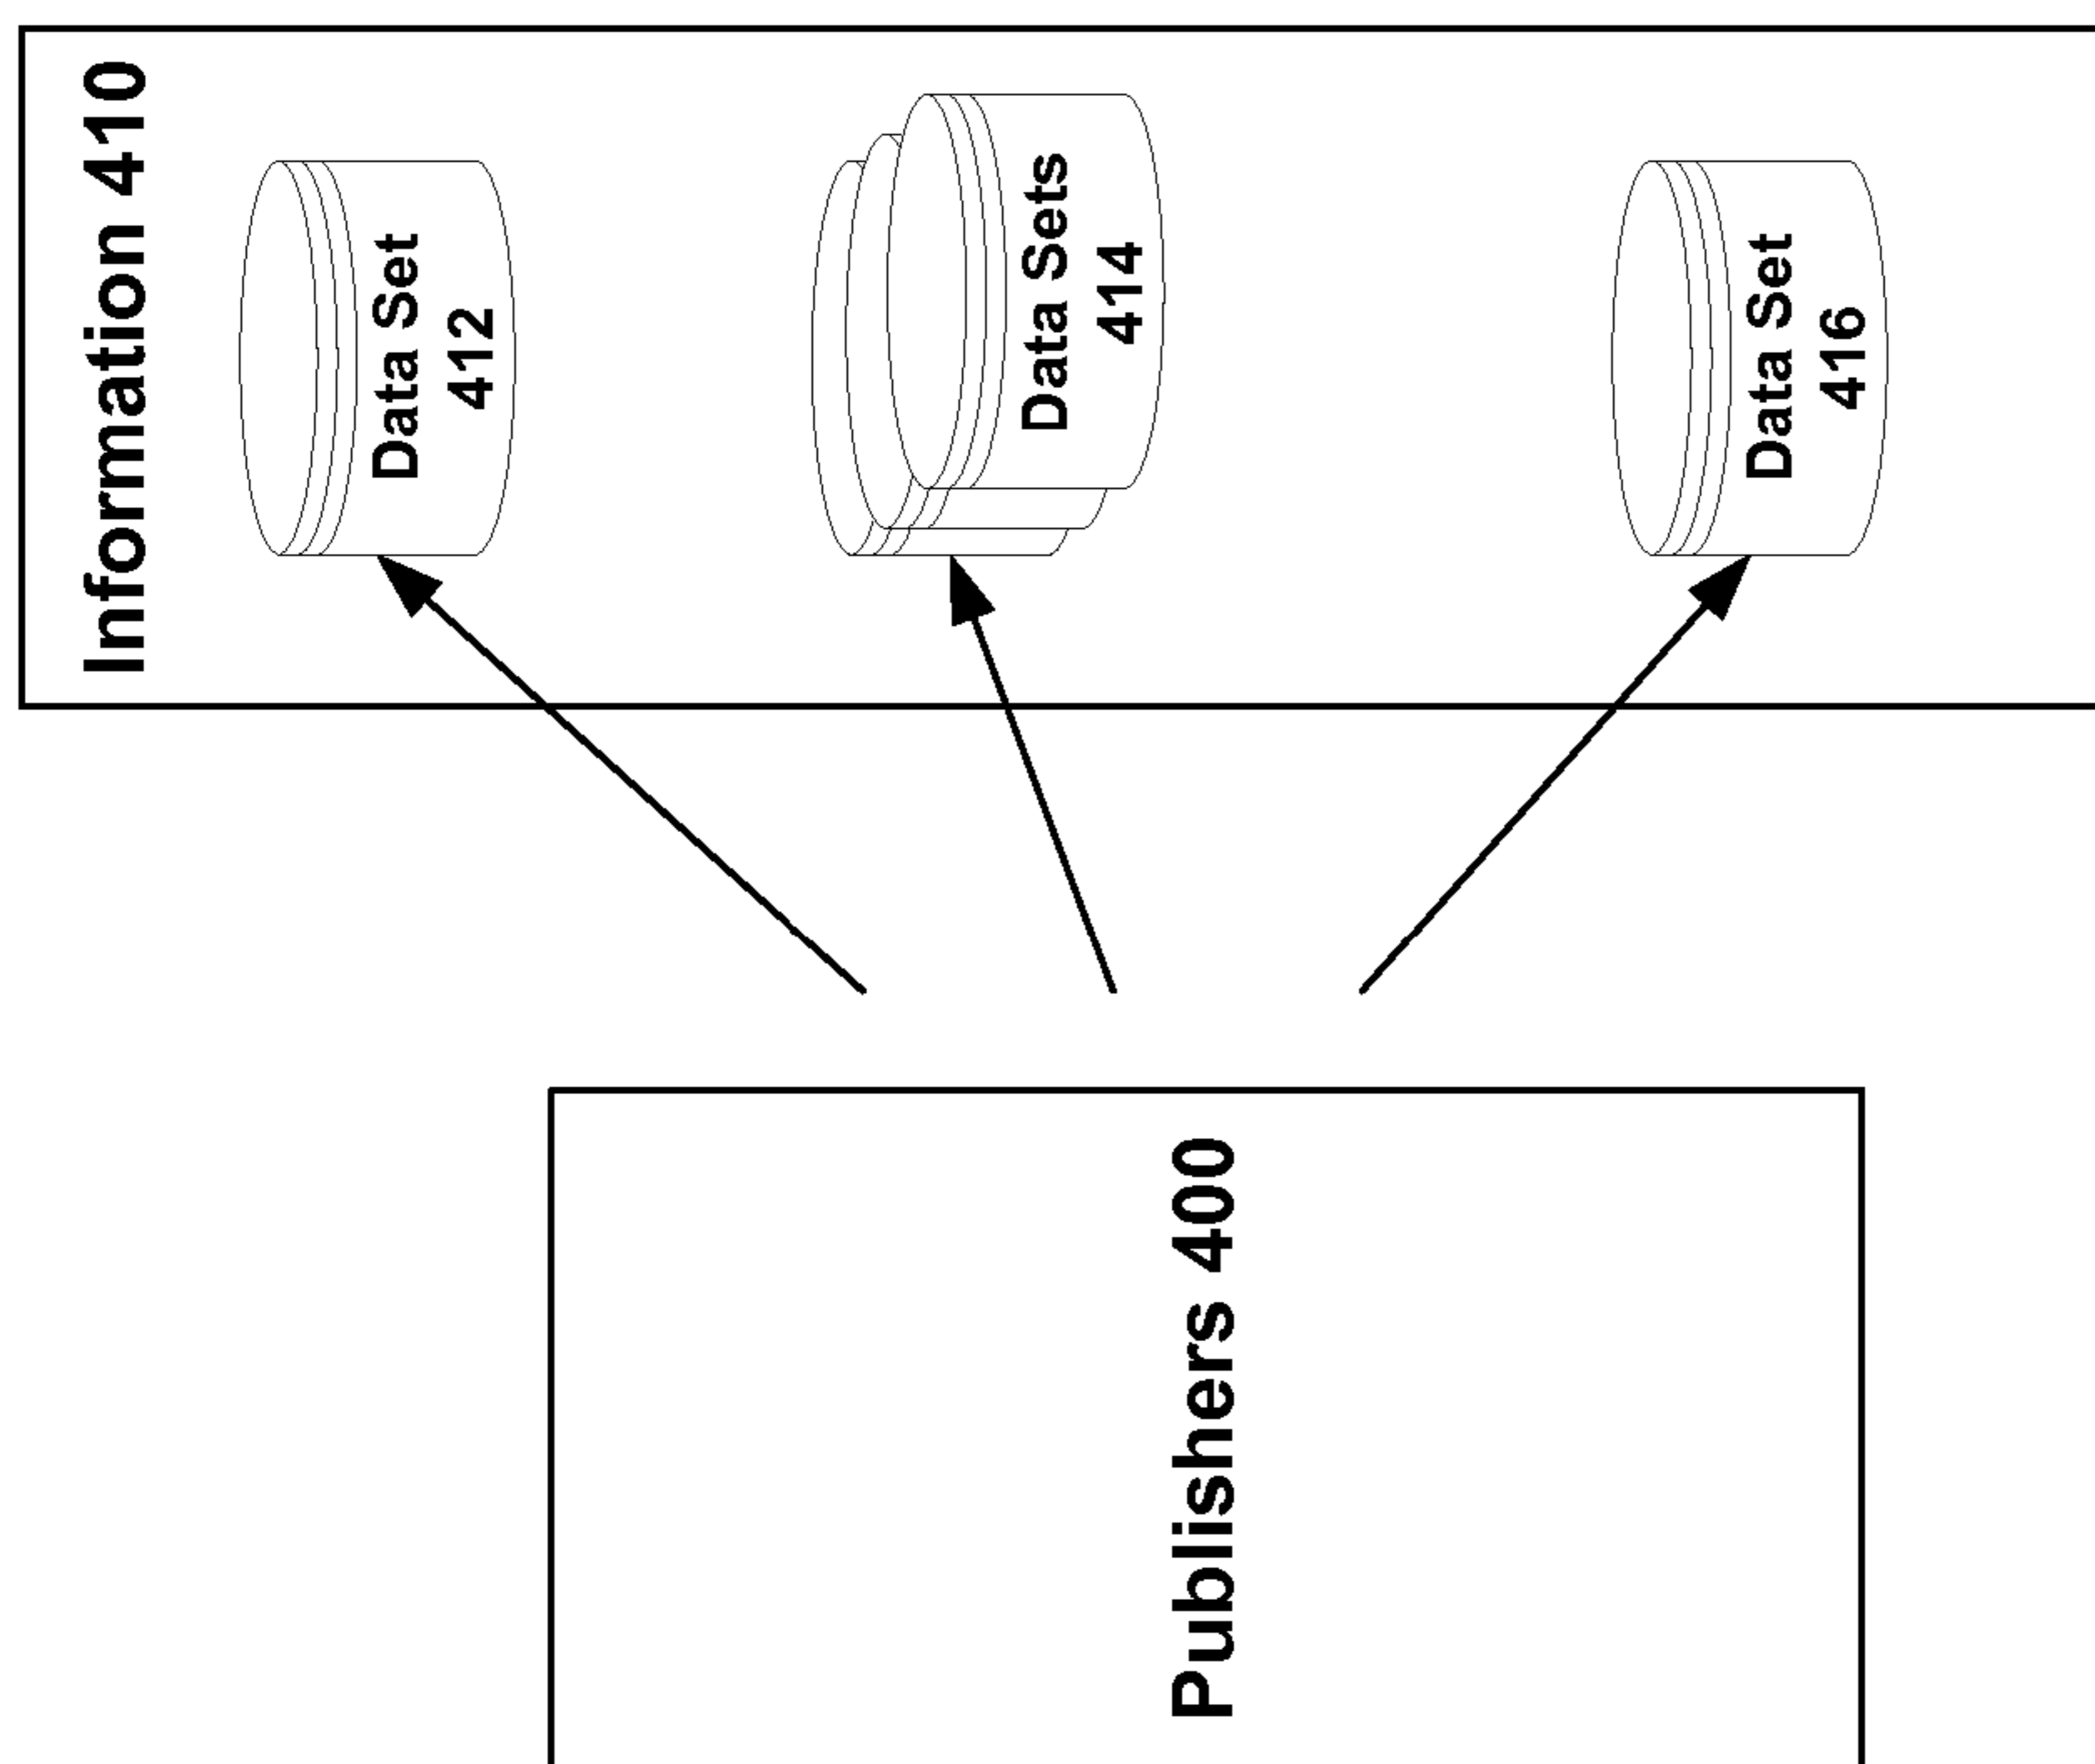 Information 410
Data Set
412
Data Sets
414
Data Set
416
Publishers 400